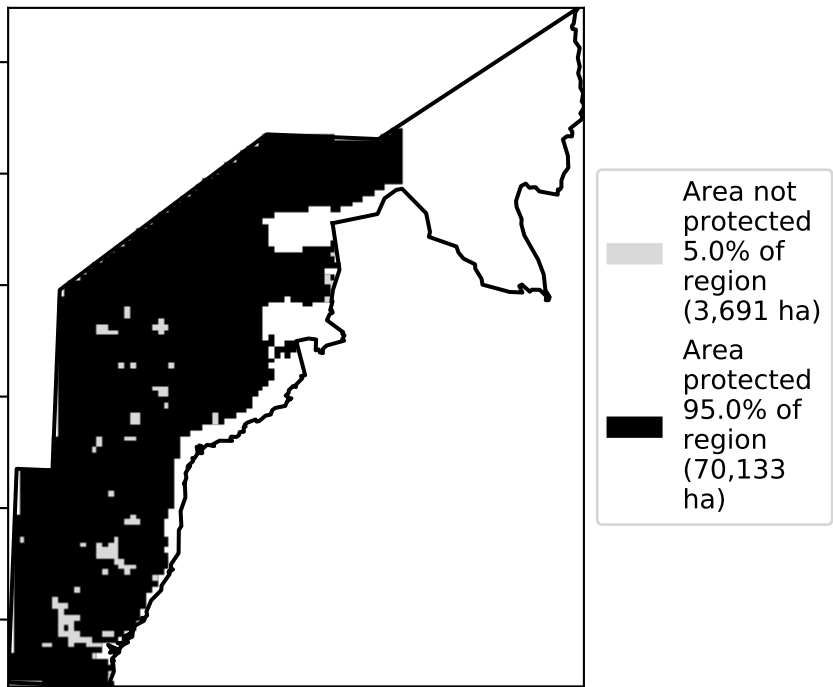 Area not
protected
5.0% of
region
(3,691 ha)
Area
protected
95.0% of
region
(70,133
ha)